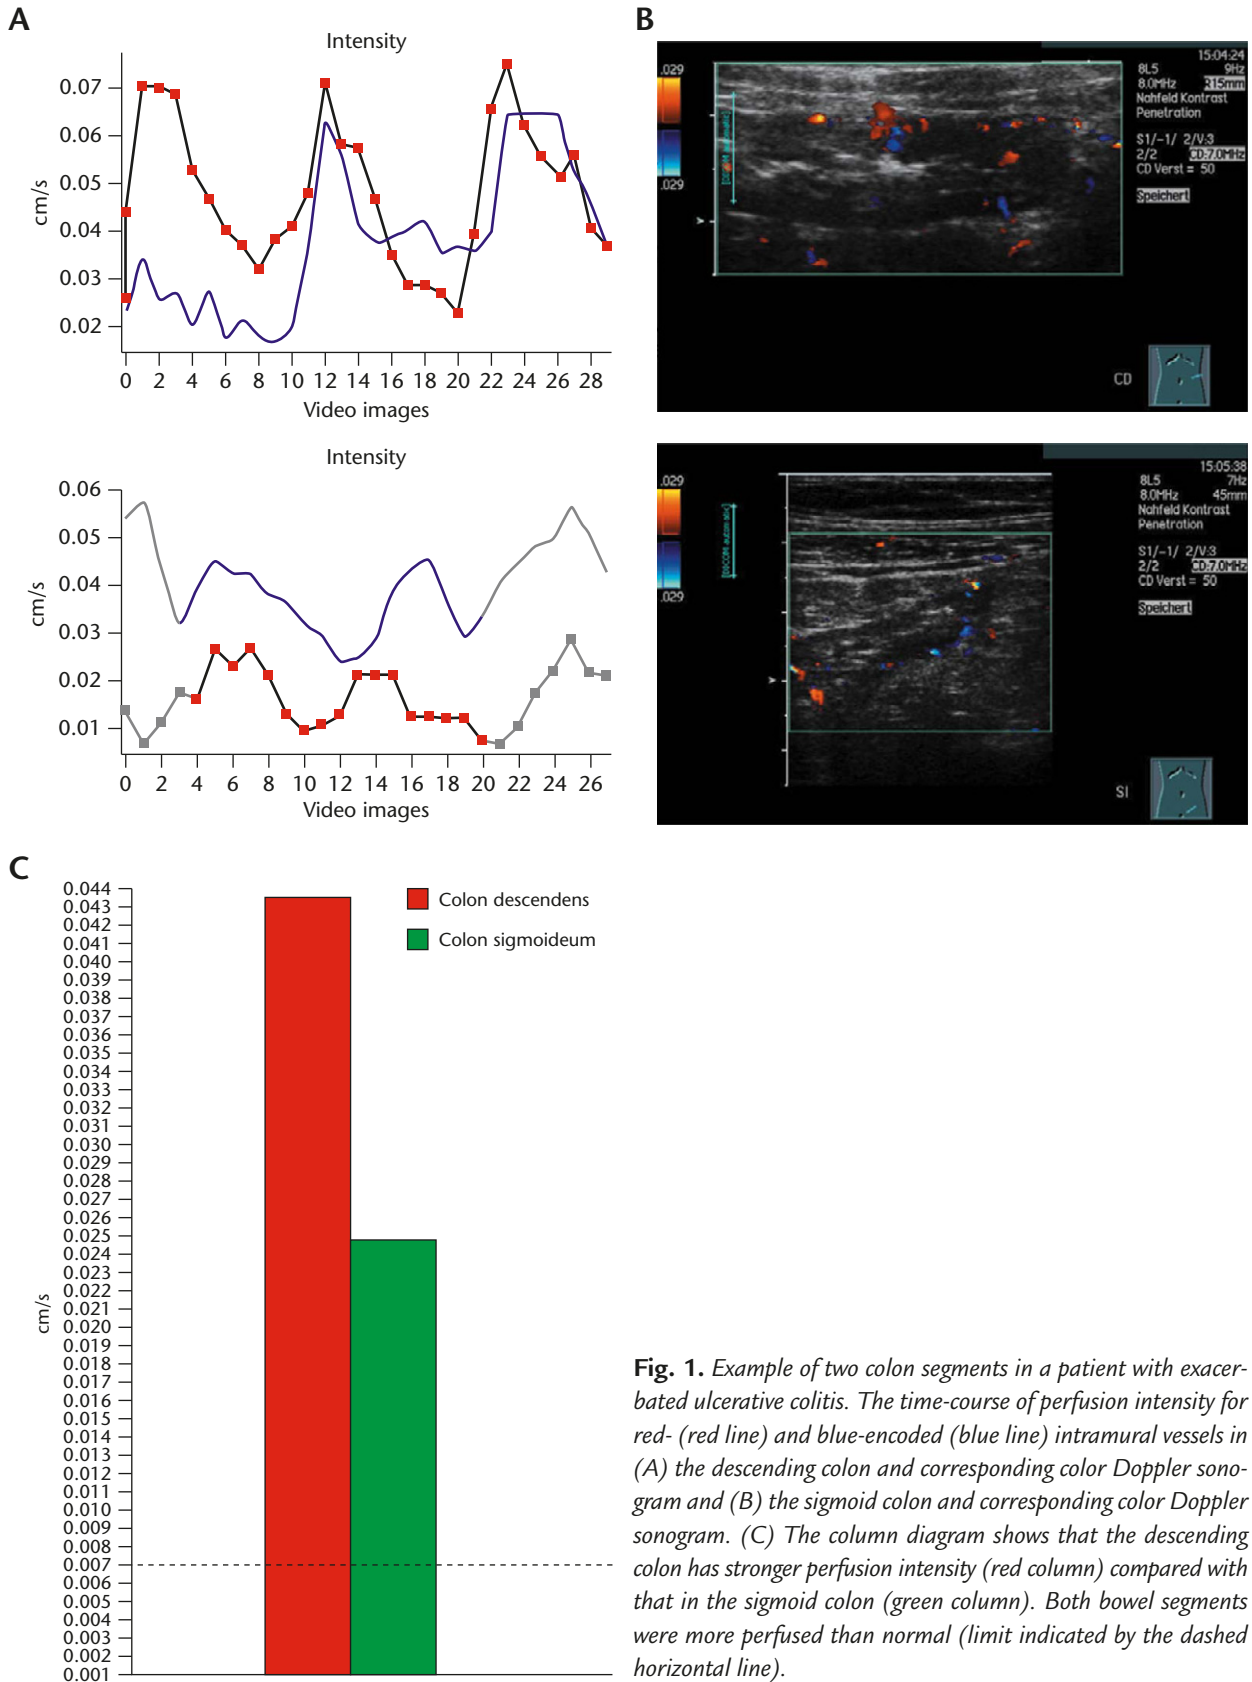 A
Intensity
0.07
0.06
0.05
0.04
0.03
0.02
cm/s
0 2 4 6 8 10 12 14 16 18 20 22 24 26 28
Video images
Intensity
0.06
0.05
0.04
0.03
0.02
0.01
cm/s
0 2 4 6 8 10 12 14 16 18 20 22 24 26
Video images
B
.029
.029
15:04:24
8L5 9Hz
8.0MHz R15mm
Nahfeld Kontrast
Penetration
S1/-1/ 2/V:3
2/2 CD:7.0MHz
CD Verst = 50
Speichert
CD
.029
.029
15:05:38
8L5 7Hz
8.0MHz 45mm
Nahfeld Kontrast
Penetration
S1/-1/ 2/V:3
2/2 CD:7.0MHz
CD Verst = 50
Speichert
SI
C
0.044
0.043
0.042
0.041
0.040
0.039
0.038
0.037
0.036
0.035
0.034
0.033
0.032
0.031
0.030
0.029
0.028
0.027
0.026
0.025
0.024
0.023
0.022
0.021
0.020
0.019
0.018
0.017
0.016
0.015
0.014
0.013
0.012
0.011
0.010
0.009
0.008
0.007
0.006
0.005
0.004
0.003
0.002
0.001
cm/s
Colon descendens
Colon sigmoideum
Fig. 1. Example of two colon segments in a patient with exacer-
bated ulcerative colitis. The time-course of perfusion intensity for
red- (red line) and blue-encoded (blue line) intramural vessels in
(A) the descending colon and corresponding color Doppler sono-
gram and (B) the sigmoid colon and corresponding color Doppler
sonogram. (C) The column diagram shows that the descending
colon has stronger perfusion intensity (red column) compared with
that in the sigmoid colon (green column). Both bowel segments
were more perfused than normal (limit indicated by the dashed
horizontal line).